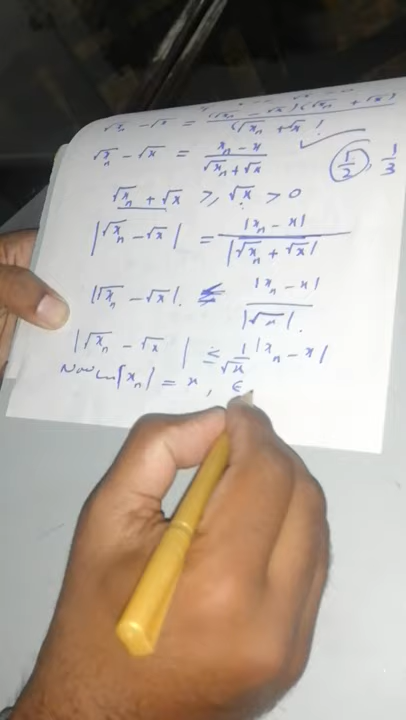 √xₙ - √x = (√xₙ - √x)(√xₙ + √x) / (√xₙ + √x)
√xₙ - √x = xₙ - x / √xₙ + √x
1/2, 1/3
√xₙ + √x ≥, √x > 0
|√xₙ - √x| = |xₙ - x| / |√xₙ + √x|
|√xₙ - √x|. ≤ |xₙ - x| / |√x|.
|√xₙ - √x| ≤ 1/√x |xₙ - x|
Now lim[xₙ] = x, ε